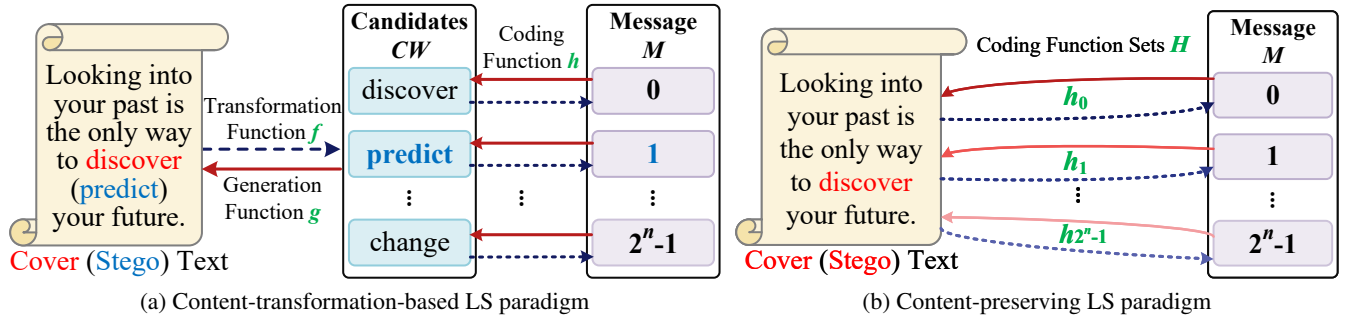 Looking into
your past is
the only way
to discover
(predict)
your future.
Cover (Stego) Text
Transformation
Function f
Generation
Function g
Candidates
CW
discover
predict
⋮
change
Coding
Function h
⋮
Message
M
0
1
⋮
2ⁿ-1
(a) Content-transformation-based LS paradigm
Looking into
your past is
the only way
to discover
your future.
Cover (Stego) Text
Coding Function Sets H
h₀
h₁
⋮
h2ⁿ-1
Message
M
0
1
⋮
2ⁿ-1
(b) Content-preserving LS paradigm